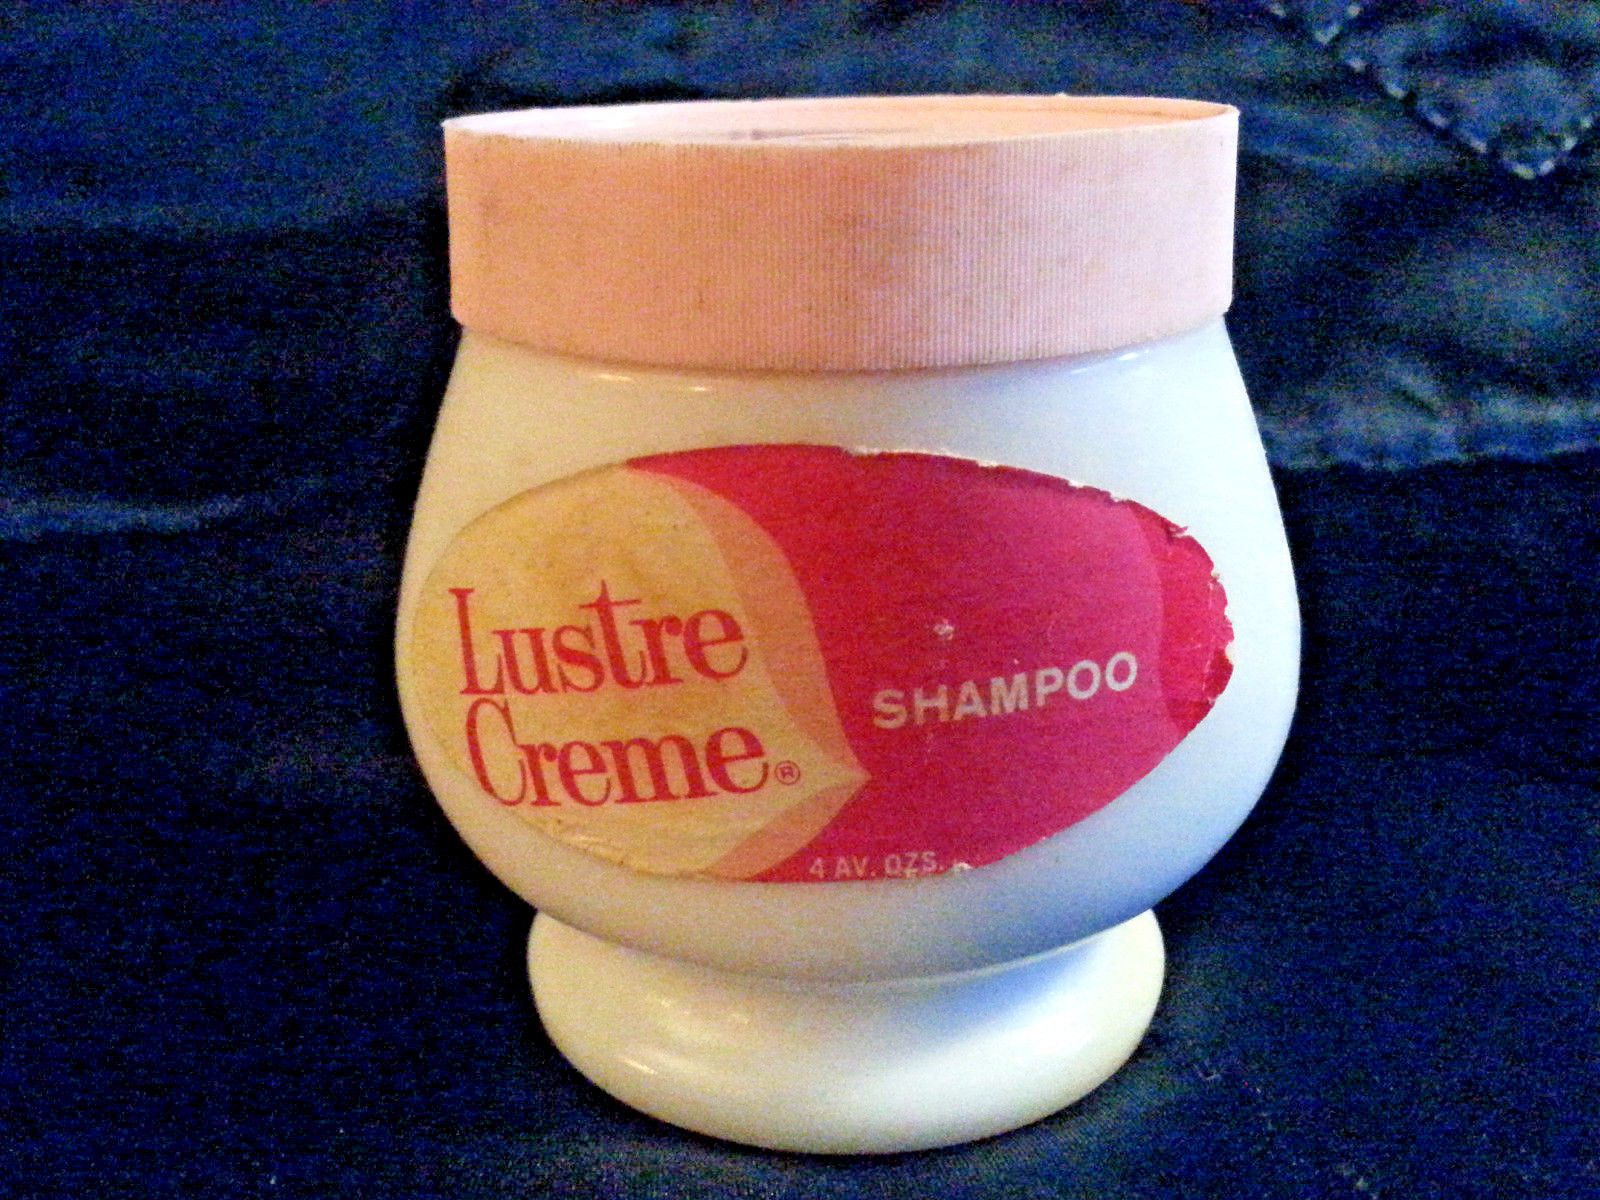 Lustre
Creme®
SHAMPOO
4 AV. OZS.